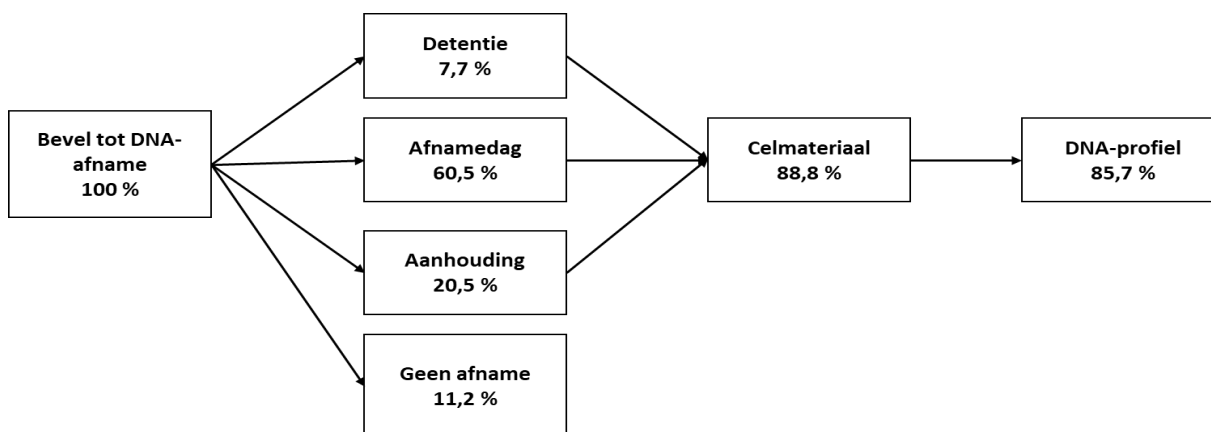 Bevel tot DNA-
afname
100 %
Detentie
7,7 %
Afnamedag
60,5 %
Aanhouding
20,5 %
Geen afname
11,2 %
Celmateriaal
88,8 %
DNA-profiel
85,7 %